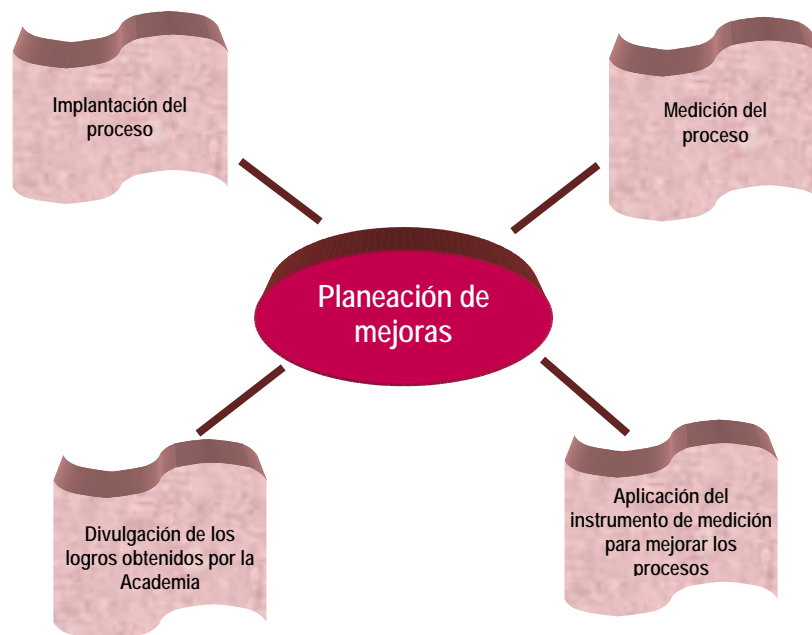 Implantación del
proceso
Medición del
proceso
Planeación de
mejoras
Divulgación de los
logros obtenidos por la
Academia
Aplicación del
instrumento de medición
para mejorar los
procesos